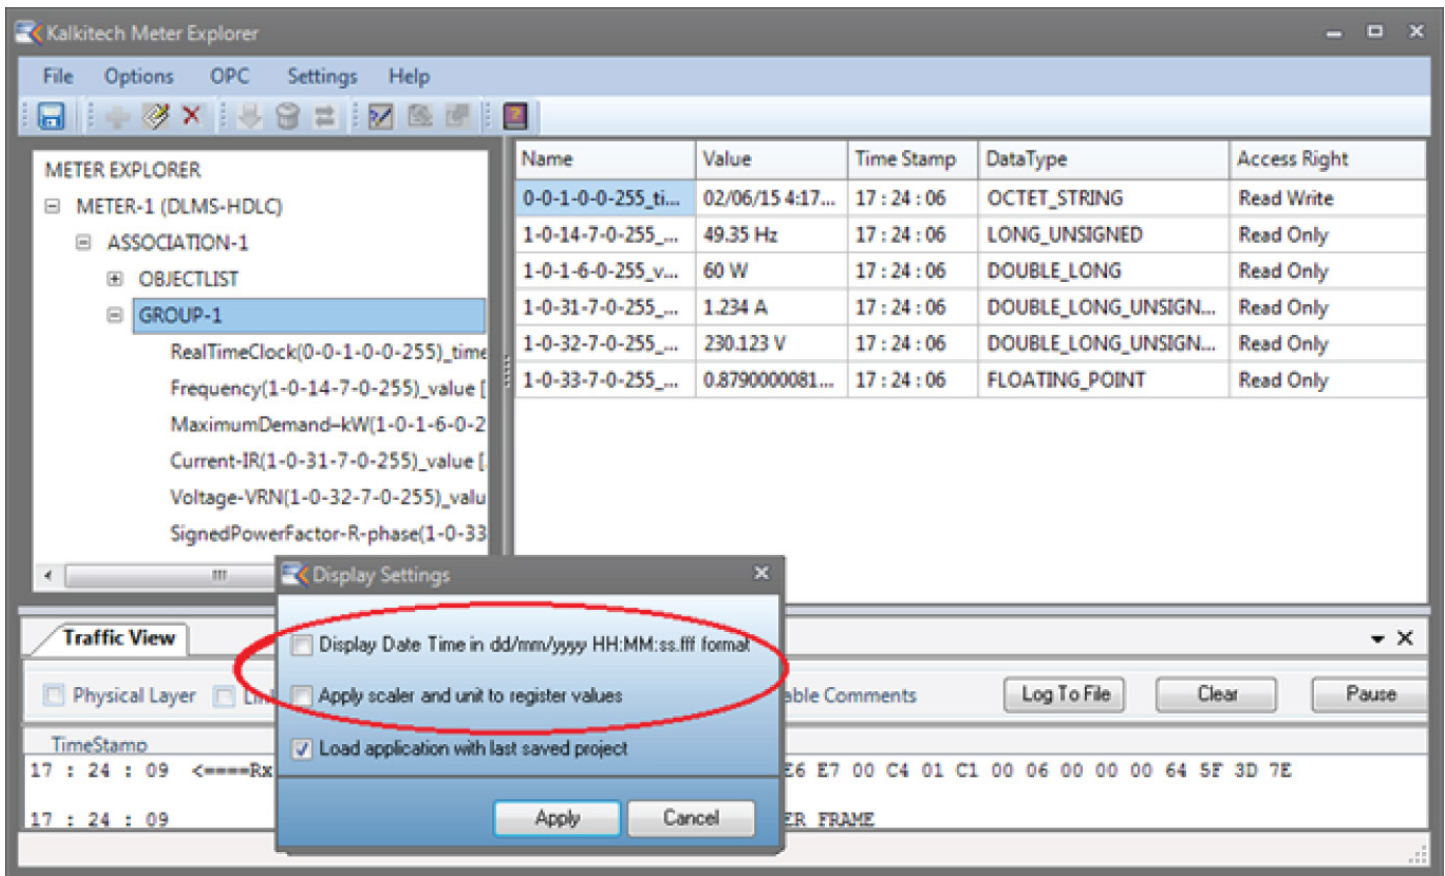 Kalkitech Meter Explorer
File Options OPC Settings Help
METER EXPLORER
METER-1 (DLMS-HDLC)
ASSOCIATION-1
OBJECTLIST
GROUP-1
RealTimeClock(0-0-1-0-0-255)_time
Frequency(1-0-14-7-0-255)_value [
MaximumDemand–kW(1-0-1-6-0-2
Current-IR(1-0-31-7-0-255)_value [.
Voltage-VRN(1-0-32-7-0-255)_valu
SignedPowerFactor-R-phase(1-0-33
Name Value Time Stamp DataType Access Right
0-0-1-0-0-255_ti... 02/06/15 4:17... 17 : 24 : 06 OCTET_STRING Read Write
1-0-14-7-0-255_... 49.35 Hz 17 : 24 : 06 LONG_UNSIGNED Read Only
1-0-1-6-0-255_v... 60 W 17 : 24 : 06 DOUBLE_LONG Read Only
1-0-31-7-0-255_... 1.234 A 17 : 24 : 06 DOUBLE_LONG_UNSIGN... Read Only
1-0-32-7-0-255_... 230.123 V 17 : 24 : 06 DOUBLE_LONG_UNSIGN... Read Only
1-0-33-7-0-255_... 0.8790000081... 17 : 24 : 06 FLOATING_POINT Read Only
Display Settings
Display Date Time in dd/mm/yyyy HH:MM:ss.fff format
Apply scaler and unit to register values
Load application with last saved project
Apply Cancel
Traffic View
Physical Layer Comments Log To File Clear Pause
TimeStamp
17 : 24 : 09 <====Rx E6 E7 00 C4 01 C1 00 06 00 00 00 64 5F 3D 7E
17 : 24 : 09 FRAME